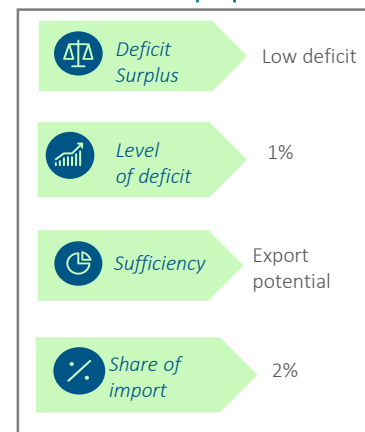 Deficit
Surplus
Low deficit
Level
of deficit
1%
Sufficiency
Export
potential
Share of
import
2%